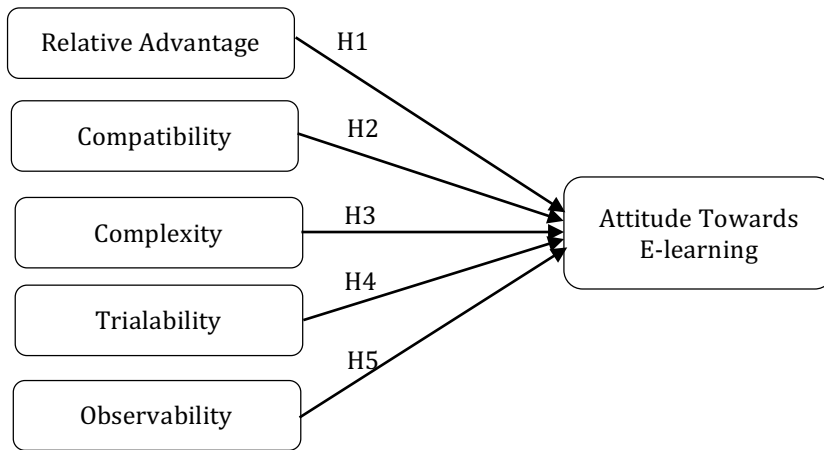 Relative Advantage
H1
Compatibility
H2
Complexity
H3
Trialability
H4
Observability
H5
Attitude Towards
E-learning